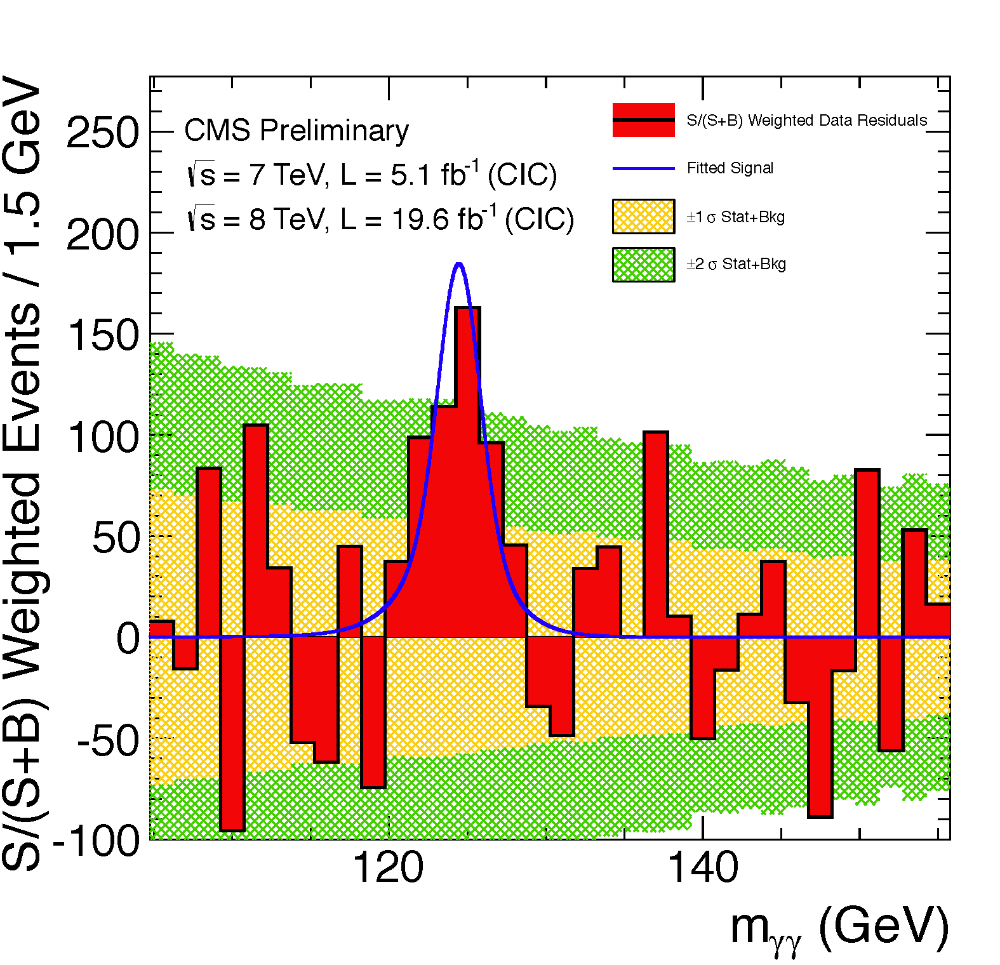 S/(S+B) Weighted Events / 1.5 GeV
250
200
150
100
50
0
-50
-100
CMS Preliminary
√s = 7 TeV, L = 5.1 fb⁻¹ (CIC)
√s = 8 TeV, L = 19.6 fb⁻¹ (CIC)
S/(S+B) Weighted Data Residuals
Fitted Signal
±1 σ Stat+Bkg
±2 σ Stat+Bkg
120 140
mγγ (GeV)